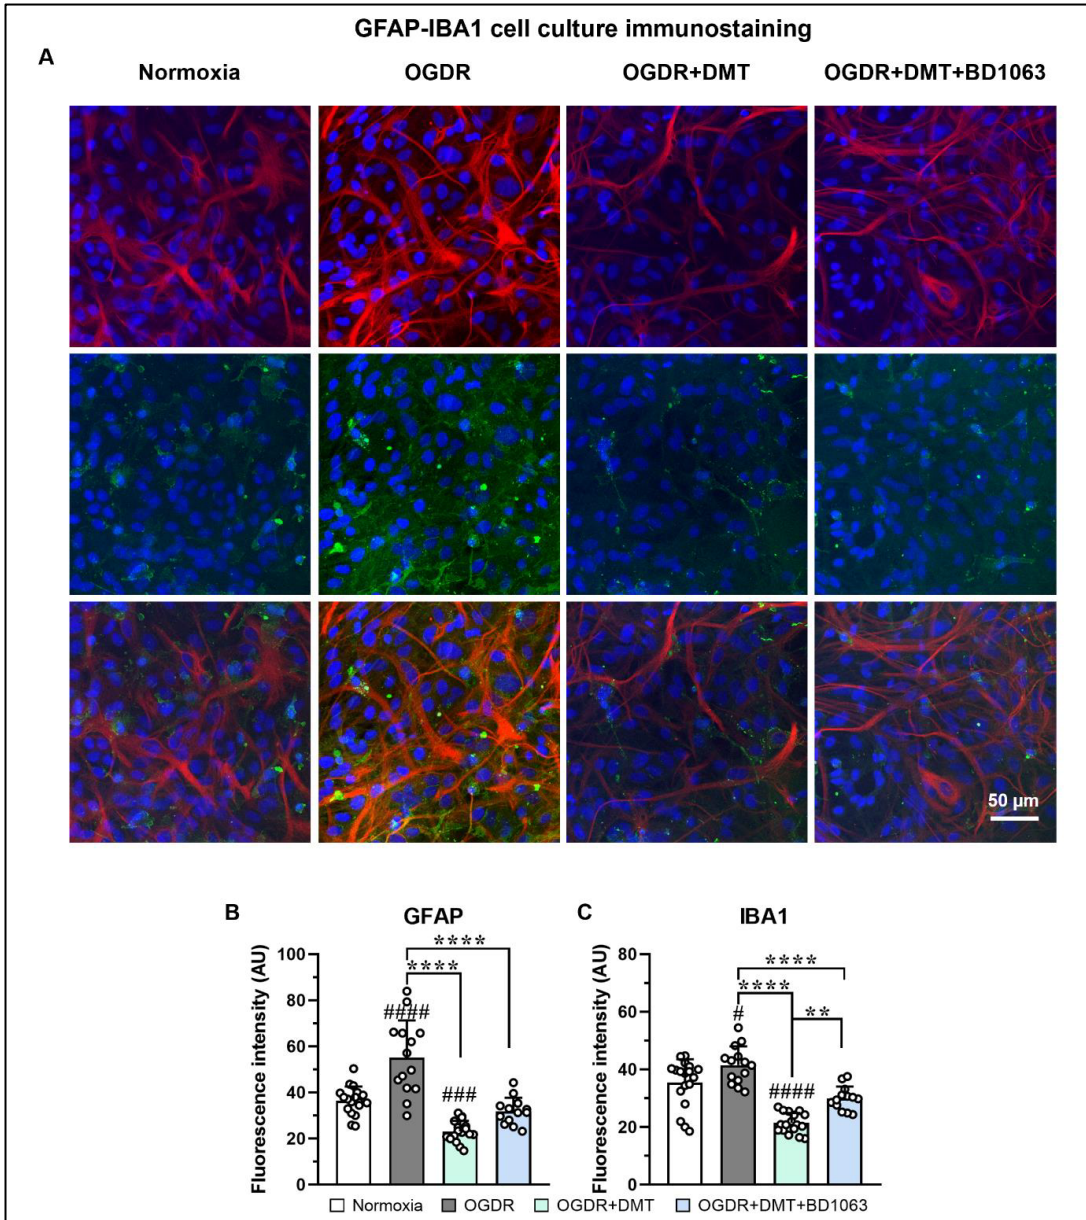 GFAP-IBA1 cell culture immunostaining
A
Normoxia OGDR OGDR+DMT OGDR+DMT+BD1063
50 µm
B GFAP
Fluorescence intensity (AU)
100
80
60
40
20
0
####
###
****
****
C IBA1
Fluorescence intensity (AU)
80
60
40
20
0
#
####
****
****
**
Normoxia OGDR OGDR+DMT OGDR+DMT+BD1063